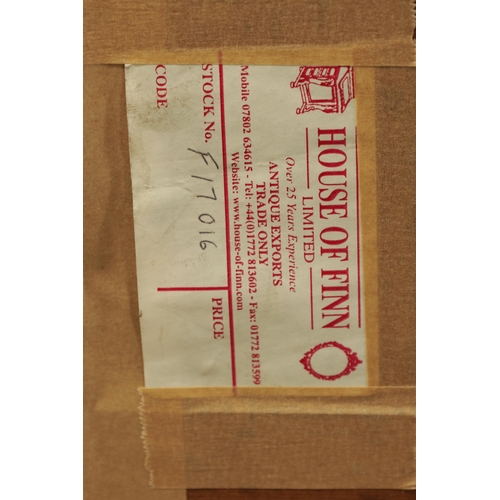 HOUSE OF FINN
LIMITED
Over 25 Years Experience
ANTIQUE EXPORTS
TRADE ONLY
Mobile 07802 634615 - Tel: +44(0)1772 813602 - Fax: 01772 813599
Website: www.house-of-finn.com
STOCK No. F17016
PRICE
CODE